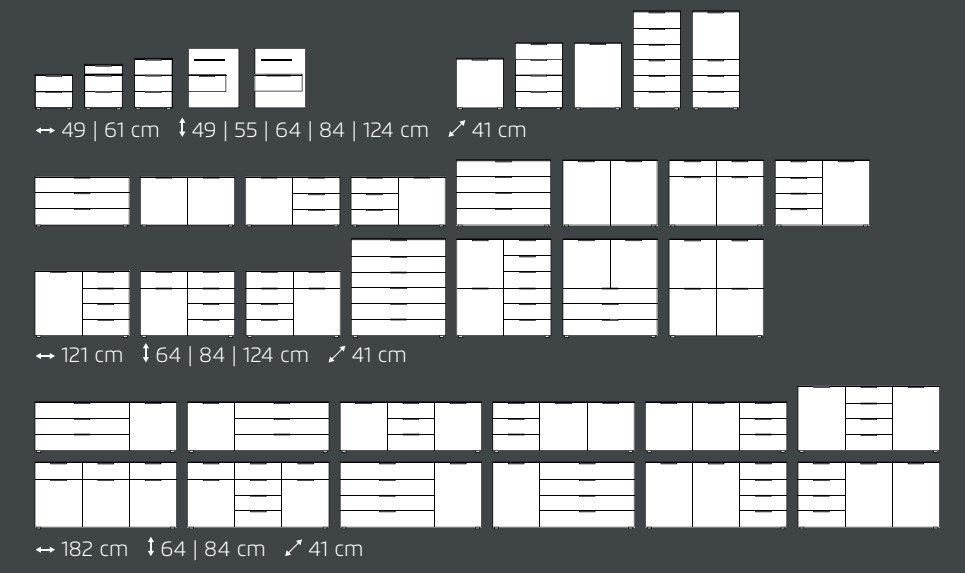 49 | 61 cm 49 | 55 | 64 | 84 | 124 cm 41 cm
121 cm 64 | 84 | 124 cm 41 cm
182 cm 64 | 84 cm 41 cm